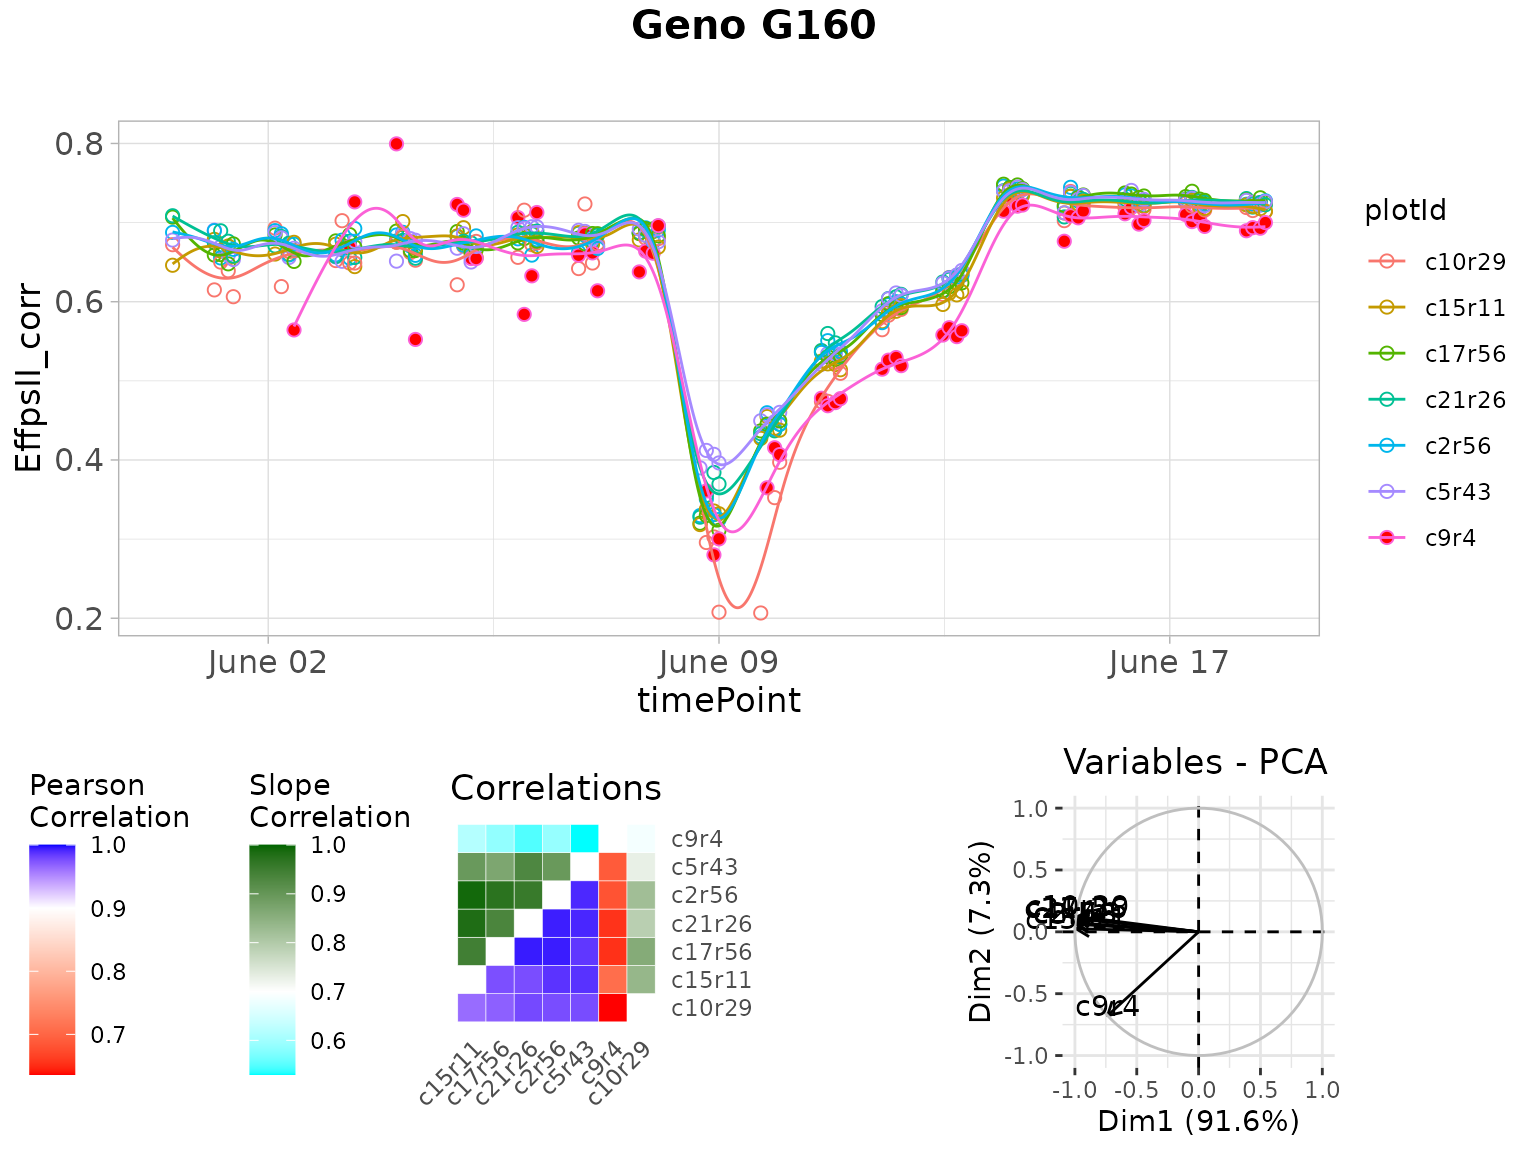 Geno G160
EffpsII_corr
0.8
0.6
0.4
0.2
June 02
June 09
June 17
timePoint
plotId
c10r29
c15r11
c17r56
c21r26
c2r56
c5r43
c9r4
Pearson
Correlation
1.0
0.9
0.8
0.7
Slope
Correlation
1.0
0.9
0.8
0.7
0.6
Correlations
c9r4
c5r43
c2r56
c21r26
c17r56
c15r11
c10r29
c15r11
c17r56
c21r26
c2r56
c5r43
c9r4
c10r29
Variables - PCA
Dim2 (7.3%)
1.0
0.5
0.0
-0.5
-1.0
c9r4
-1.0
-0.5
0.0
0.5
1.0
Dim1 (91.6%)